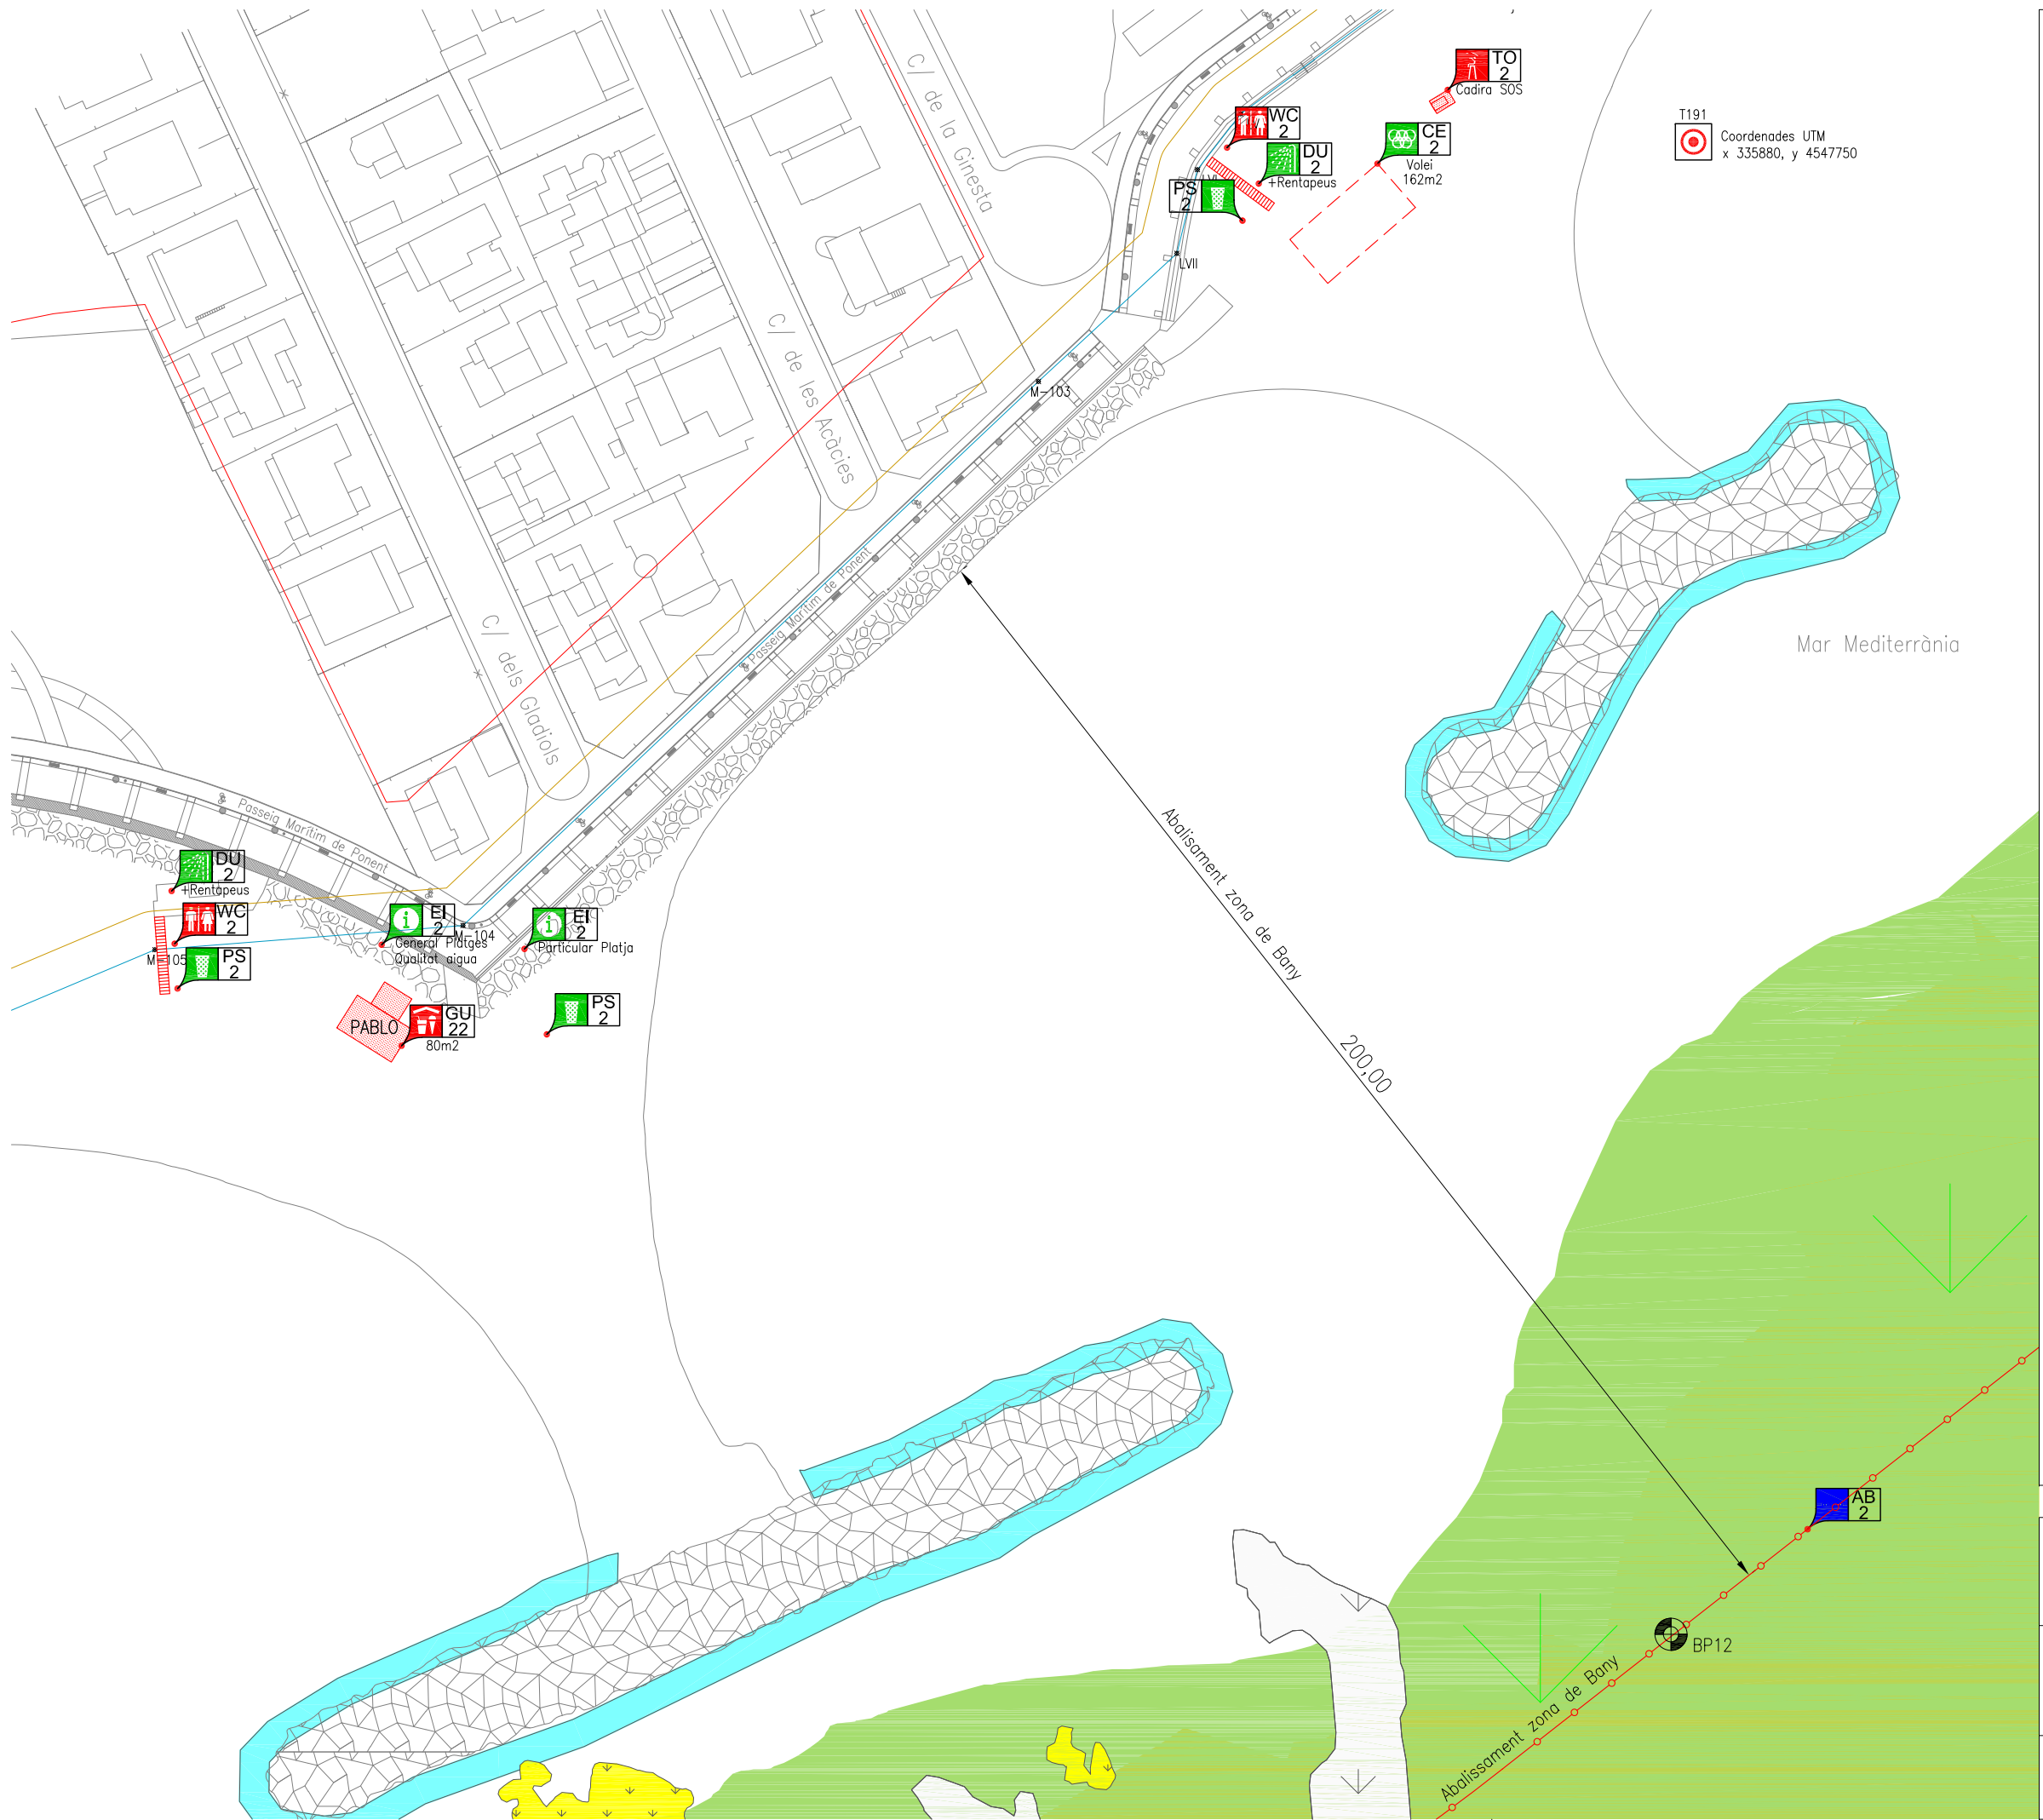 TO
2
Cadira SOS
WC
2
T191
Coordenades UTM
x 335880, y 4547750
CE
2
Volei
162m2
DU
2
+Rentapeus
PS
2
LVII
C/ de la Ginesta
C/ de les Acàcies
M-103
Passeig Marítim de Ponent
Mar Mediterrània
C/ dels Gladiols
Passeig Marítim de Ponent
DU
2
+Rentapeus
WC
2
M-105
PS
2
EI
2
General Platges
Qualitat aigua
M-104
EI
2
Particular Platja
PABLO
GU
22
80m2
PS
2
Abalisament zona de Bany
200,00
AB
2
BP12
Abalissament zona de Bany